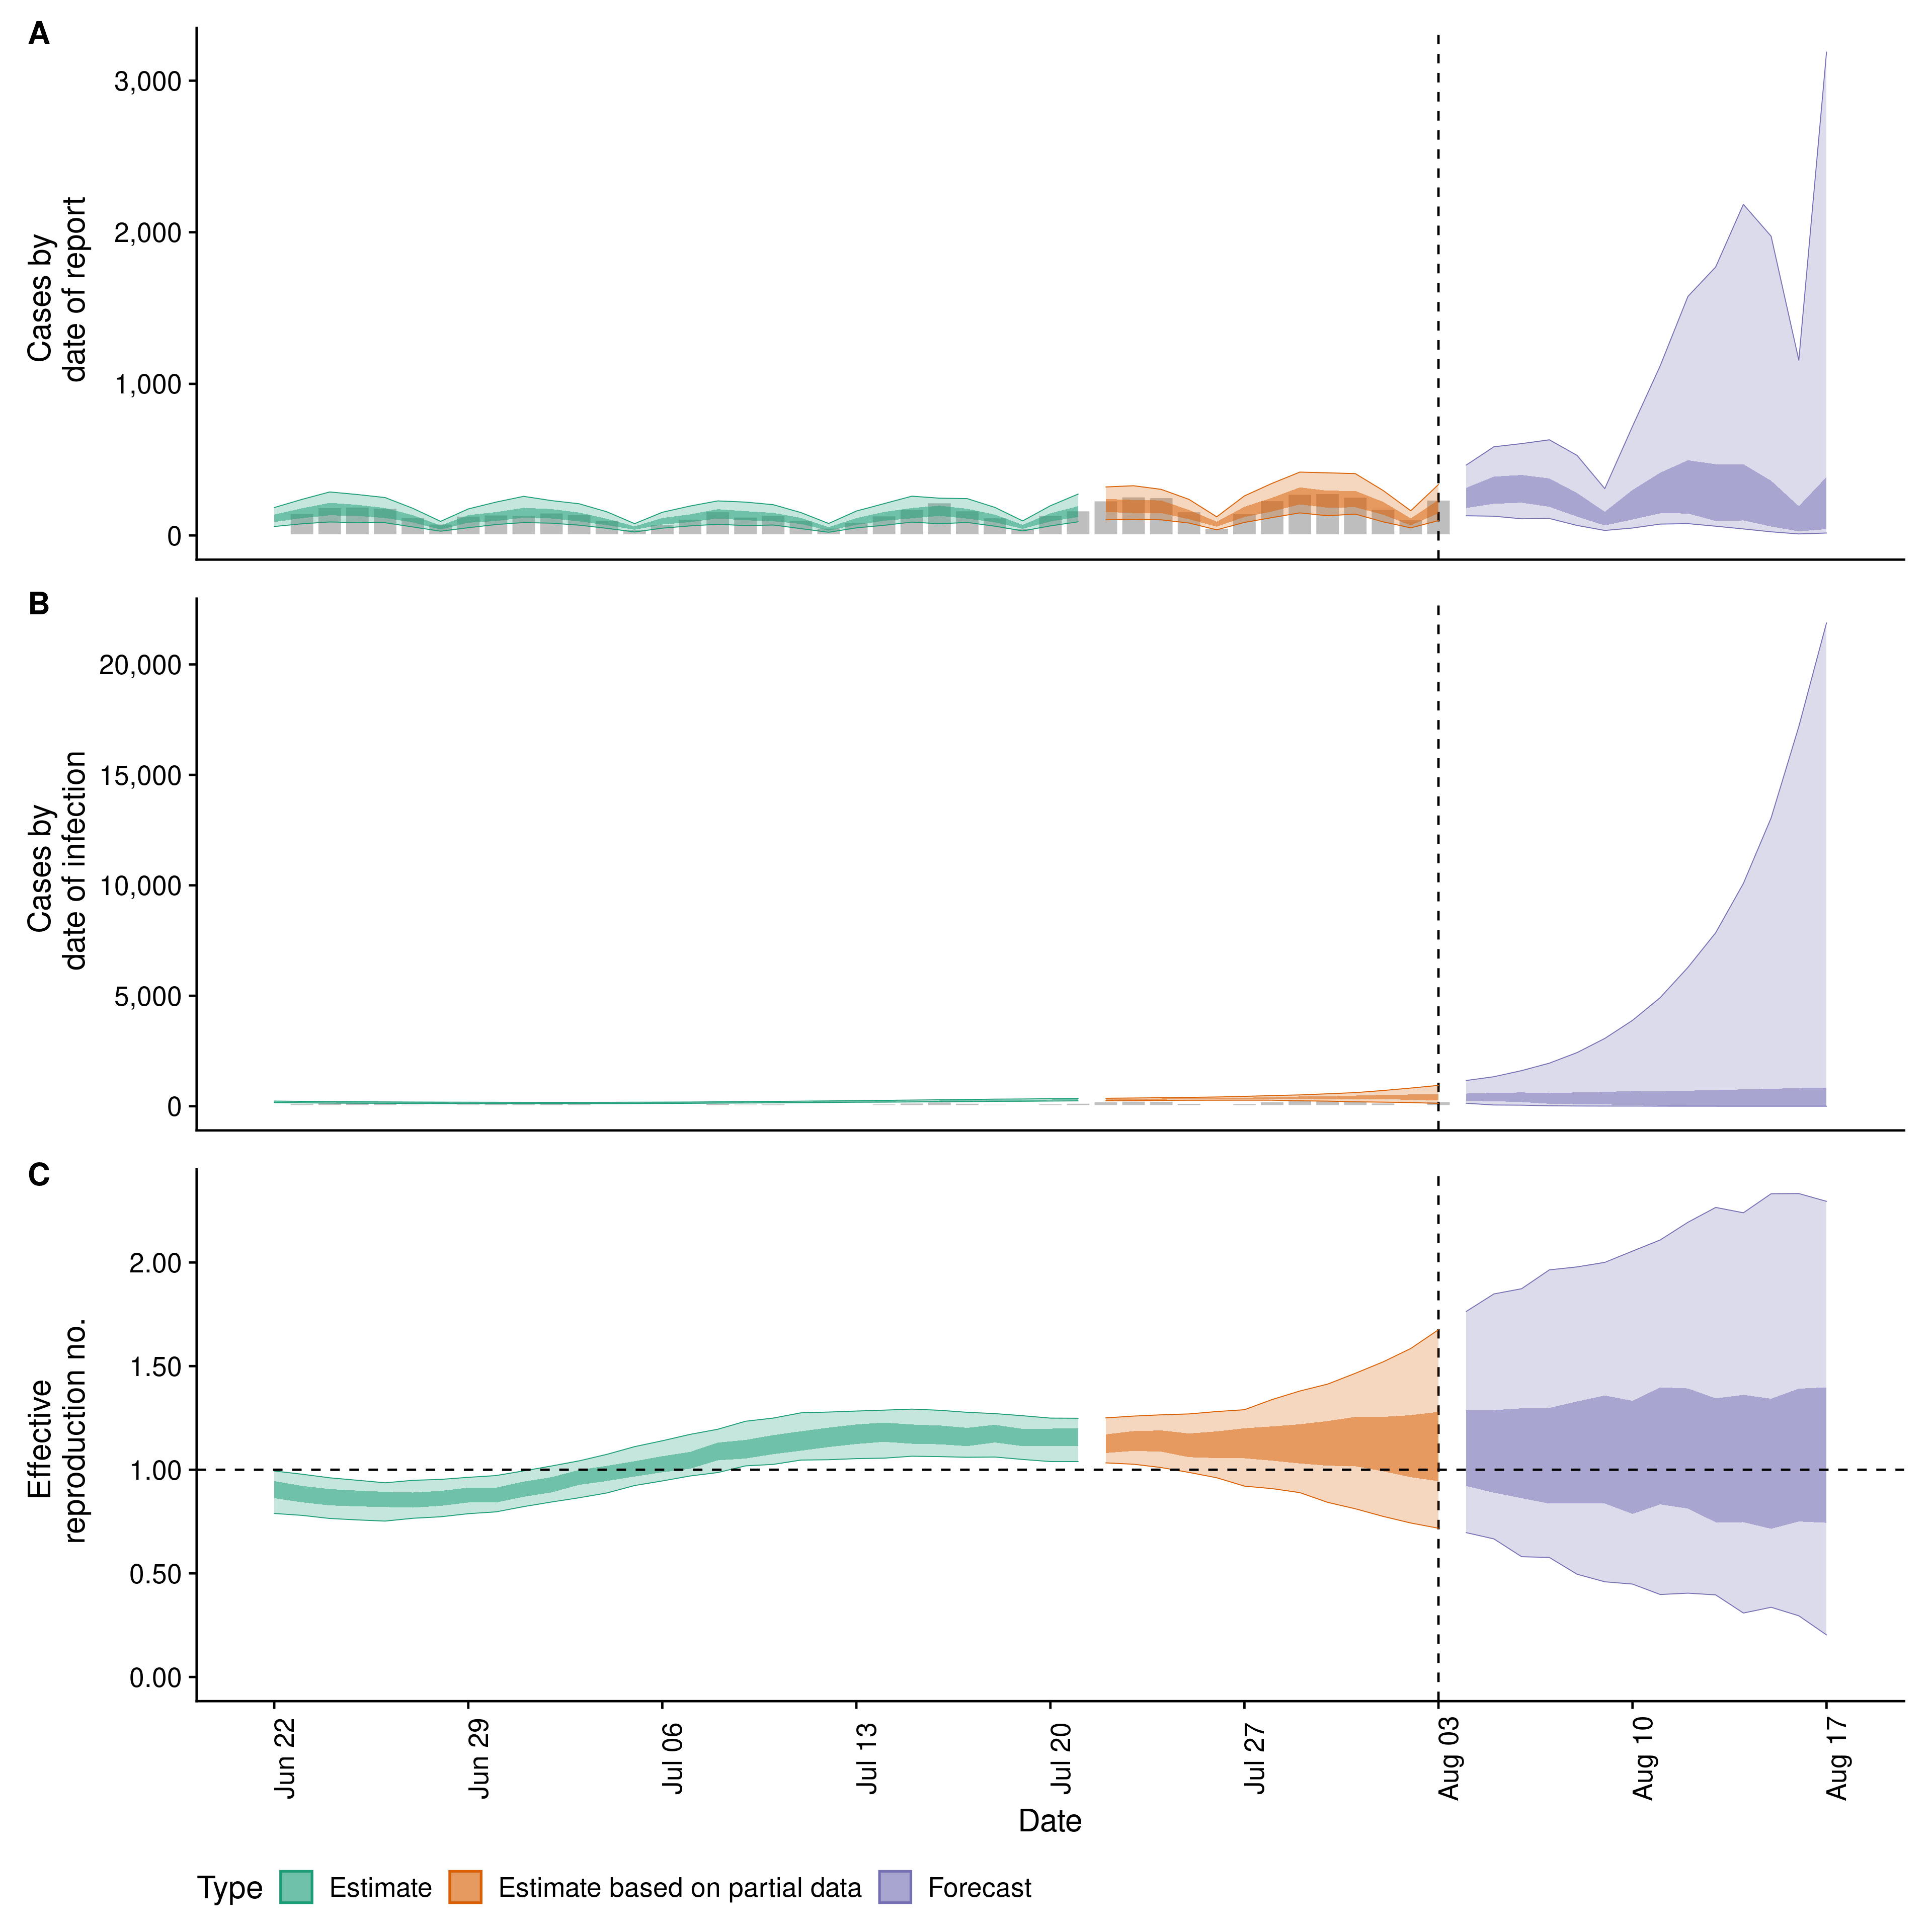 A
Cases by
date of report
3,000
2,000
1,000
0
B
Cases by
date of infection
20,000
15,000
10,000
5,000
0
C
Effective
reproduction no.
2.00
1.50
1.00
0.50
0.00
Jun 22
Jun 29
Jul 06
Jul 13
Jul 20
Jul 27
Aug 03
Aug 10
Aug 17
Date
Type Estimate Estimate based on partial data Forecast